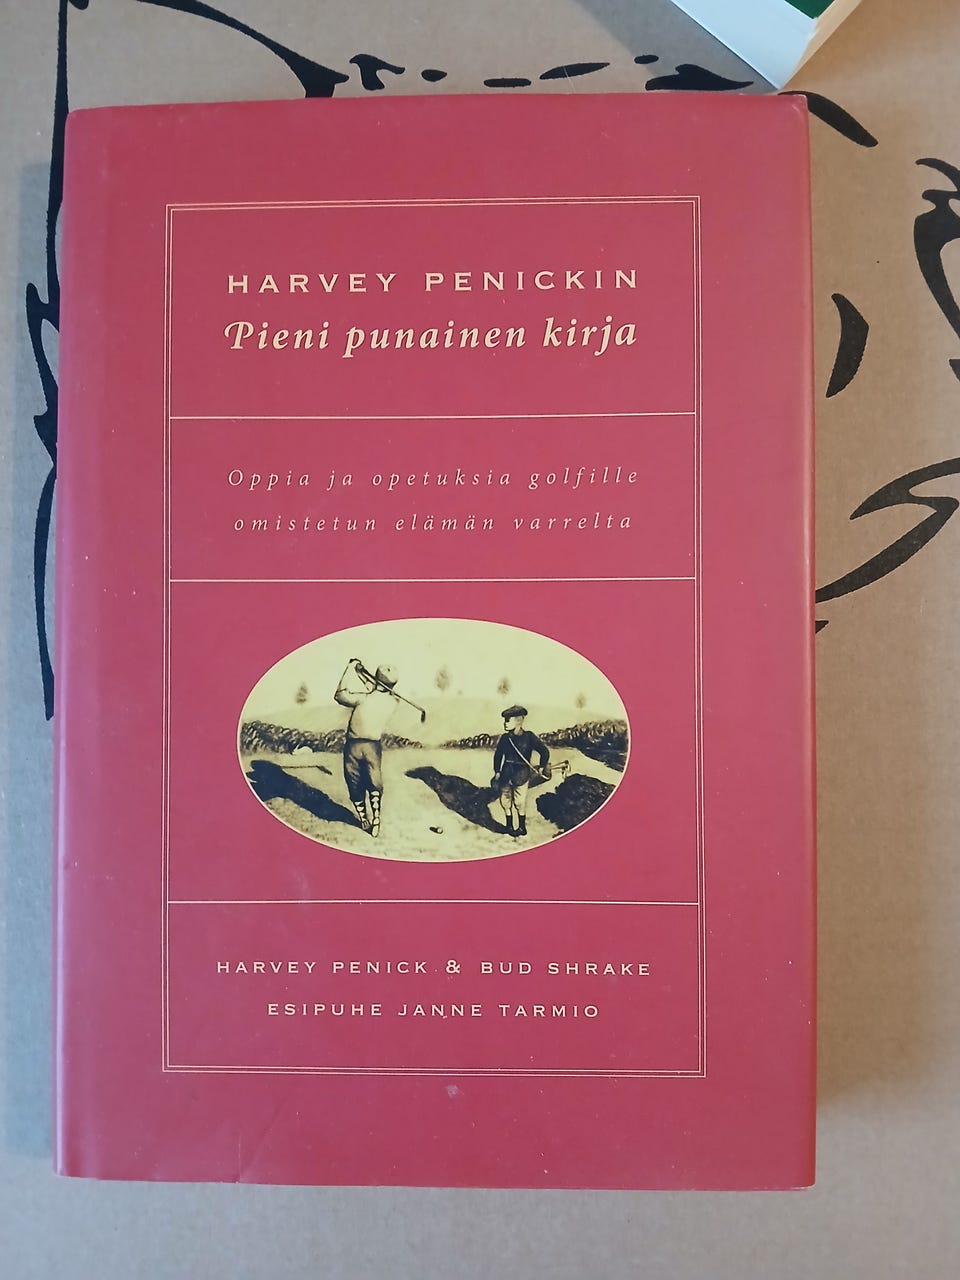 HARVEY PENICKIN
Pieni punainen kirja
Oppia ja opetuksia golfille
omistetun elämän varrelta
HARVEY PENICK & BUD SHRAKE
ESIPUHE JANNE TARMIO